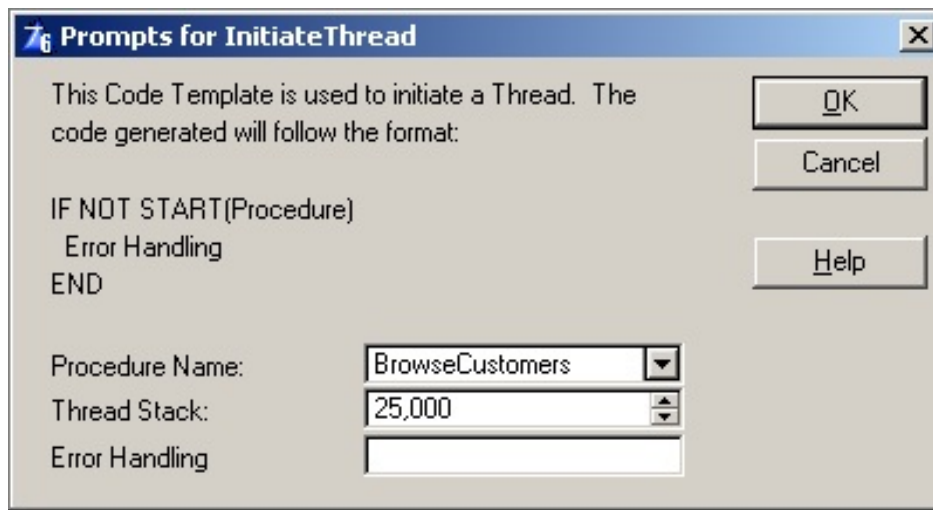 Prompts for InitiateThread
This Code Template is used to initiate a Thread. The
code generated will follow the format:
IF NOT START(Procedure)
Error Handling
END
OK
Cancel
Help
Procedure Name: BrowseCustomers
Thread Stack: 25,000
Error Handling